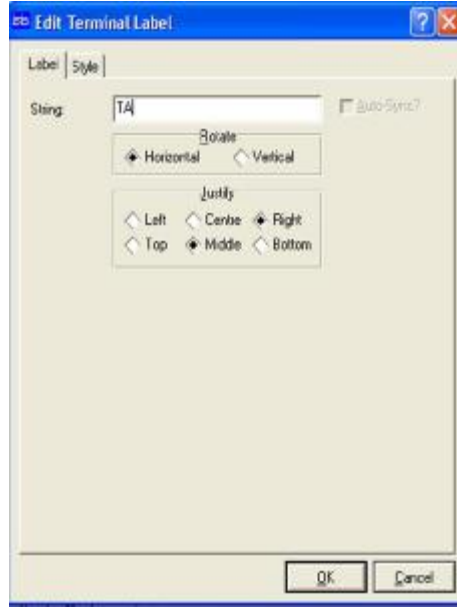 Edit Terminal Label
Label Style
String: TA Auto-Sync?
Rotate
Horizontal Vertical
Justify
Left Centre Right
Top Middle Bottom
OK Cancel